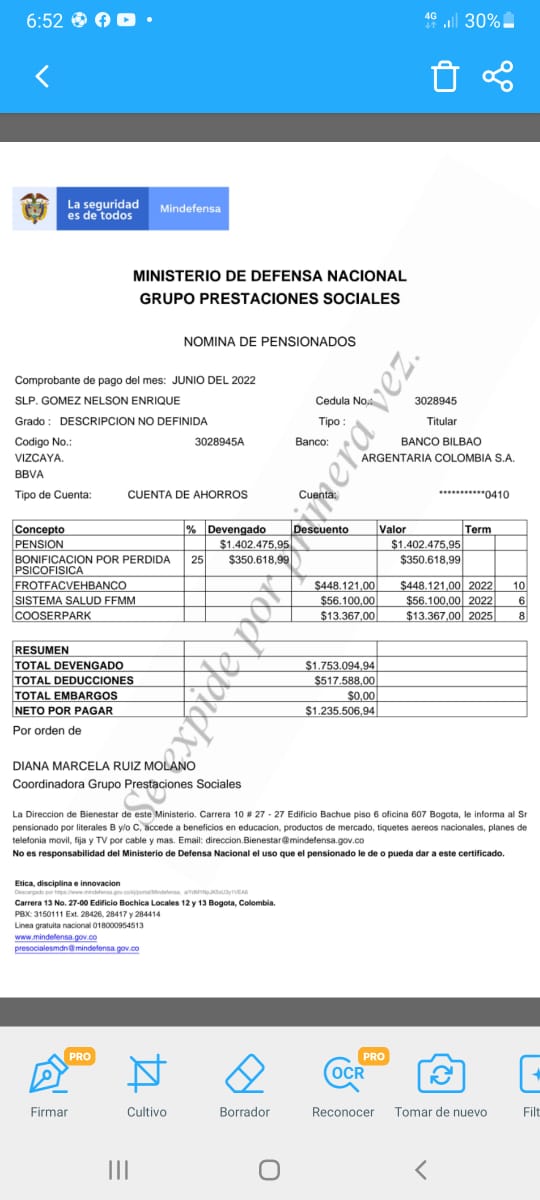 6:52
4G 30%
La seguridad
es de todos
Mindefensa
MINISTERIO DE DEFENSA NACIONAL
GRUPO PRESTACIONES SOCIALES
NOMINA DE PENSIONADOS
Comprobante de pago del mes: JUNIO DEL 2022
SLP. GOMEZ NELSON ENRIQUE Cedula No.: 3028945
Grado : DESCRIPCION NO DEFINIDA Tipo : Titular
Codigo No.: 3028945A Banco: BANCO BILBAO
VIZCAYA. ARGENTARIA COLOMBIA S.A.
BBVA
Tipo de Cuenta: CUENTA DE AHORROS Cuenta: ***********0410
Concepto % Devengado Descuento Valor Term
PENSION $1.402.475,95 $1.402.475,95
BONIFICACION POR PERDIDA 25 $350.618,99 $350.618,99
PSICOFISICA
FROTFACVEHBANCO $448.121,00 $448.121,00 2022 10
SISTEMA SALUD FFMM $56.100,00 $56.100,00 2022 6
COOSERPARK $13.367,00 $13.367,00 2025 8
RESUMEN
TOTAL DEVENGADO $1.753.094,94
TOTAL DEDUCCIONES $517.588,00
TOTAL EMBARGOS $0,00
NETO POR PAGAR $1.235.506,94
Por orden de
DIANA MARCELA RUIZ MOLANO
Coordinadora Grupo Prestaciones Sociales
Se expide por primera vez.
La Direccion de Bienestar de este Ministerio. Carrera 10 # 27 - 27 Edificio Bachue piso 6 oficina 607 Bogota, le informa al Sr
pensionado por literales B y/o C, accede a beneficios en educacion, productos de mercado, tiquetes aereos nacionales, planes de
telefonia movil, fija y TV por cable y mas. Email: direccion.Bienestar@mindefensa.gov.co
No es responsabilidad del Ministerio de Defensa Nacional el uso que el pensionado le de o pueda dar a este certificado.
Etica, disciplina e innovacion
Carrera 13 No. 27-00 Edificio Bochica Locales 12 y 13 Bogota, Colombia.
PBX: 3150111 Ext. 28426, 28417 y 284414
Linea gratuita nacional 018000954513
www.mindefensa.gov.co
presocialesmdn@mindefensa.gov.co
PRO PRO
OCR
Firmar Cultivo Borrador Reconocer Tomar de nuevo Filt